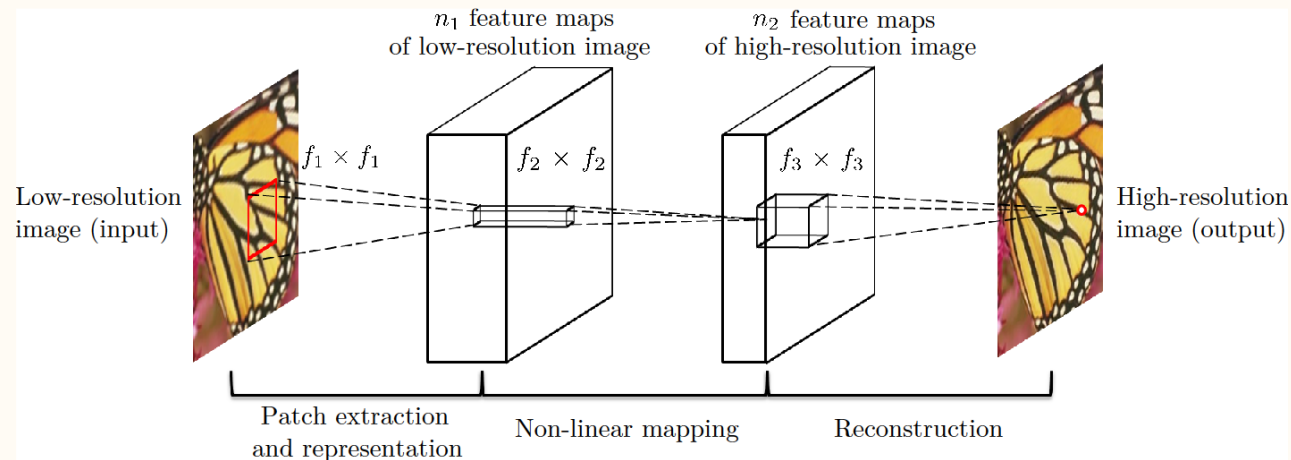 n₁ feature maps
of low-resolution image
n₂ feature maps
of high-resolution image
f₁ × f₁
f₂ × f₂
f₃ × f₃
Low-resolution
image (input)
High-resolution
image (output)
Patch extraction
and representation
Non-linear mapping
Reconstruction